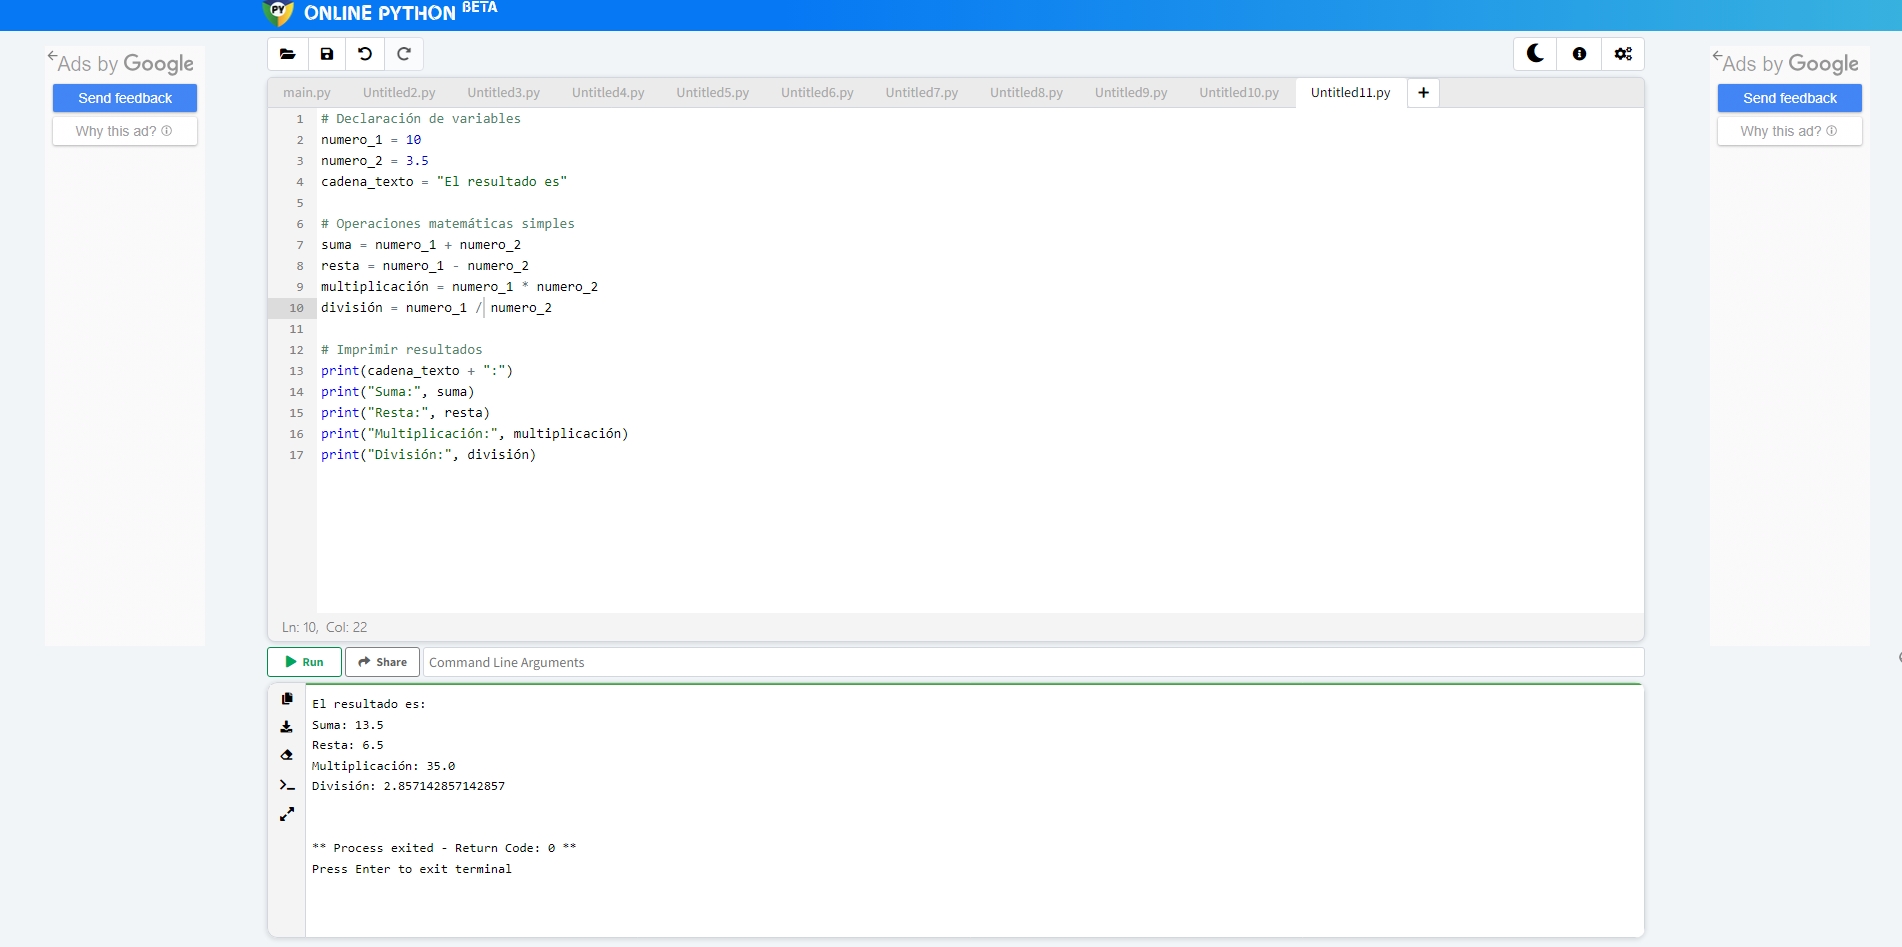 PY ONLINE PYTHON BETA
Ads by Google
Send feedback
Why this ad?
main.py Untitled2.py Untitled3.py Untitled4.py Untitled5.py Untitled6.py Untitled7.py Untitled8.py Untitled9.py Untitled10.py Untitled11.py +
1 # Declaración de variables
2 numero_1 = 10
3 numero_2 = 3.5
4 cadena_texto = "El resultado es"
5
6 # Operaciones matemáticas simples
7 suma = numero_1 + numero_2
8 resta = numero_1 - numero_2
9 multiplicación = numero_1 * numero_2
10 división = numero_1 / numero_2
11
12 # Imprimir resultados
13 print(cadena_texto + ":")
14 print("Suma:", suma)
15 print("Resta:", resta)
16 print("Multiplicación:", multiplicación)
17 print("División:", división)
Ln: 10, Col: 22
Run Share Command Line Arguments
El resultado es:
Suma: 13.5
Resta: 6.5
Multiplicación: 35.0
División: 2.857142857142857
** Process exited - Return Code: 0 **
Press Enter to exit terminal
Ads by Google
Send feedback
Why this ad?